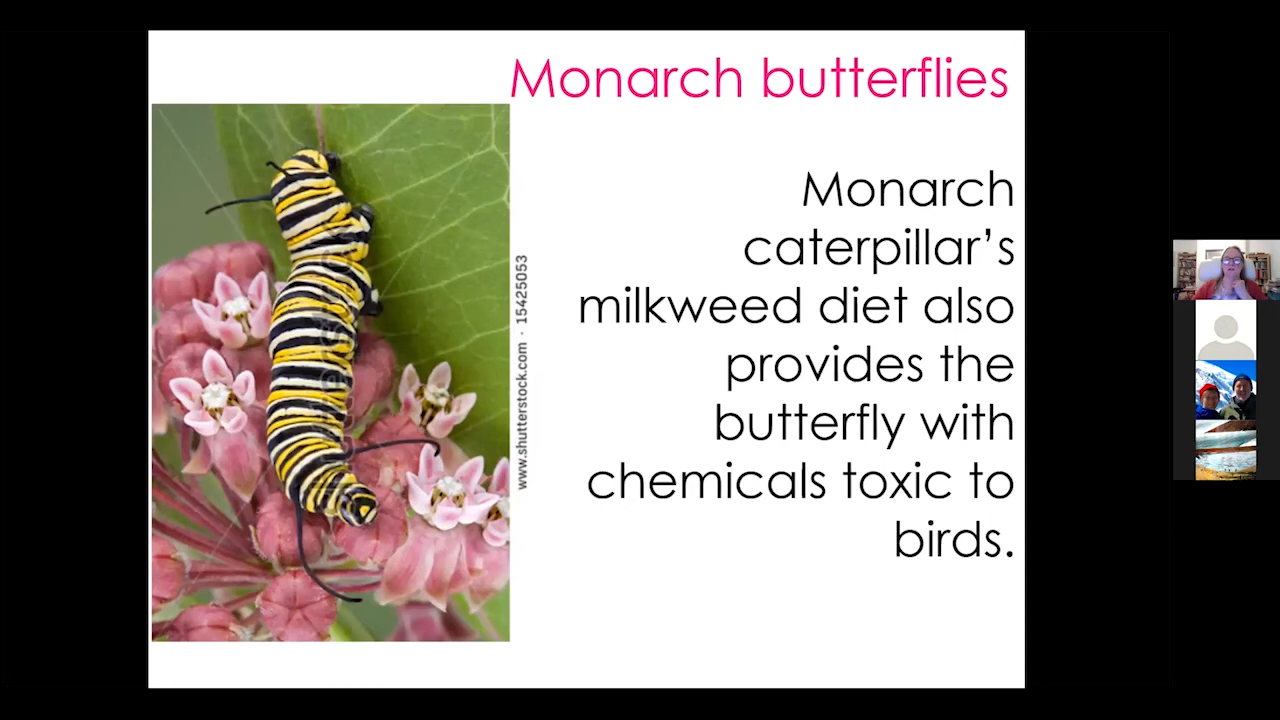 Monarch butterflies
Monarch
caterpillar’s
milkweed diet also
provides the
butterfly with
chemicals toxic to
birds.
www.shutterstock.com · 15425053